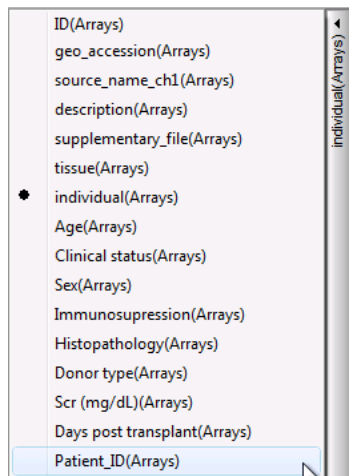 ID(Arrays)
geo_accession(Arrays)
source_name_ch1(Arrays)
description(Arrays)
supplementary_file(Arrays)
tissue(Arrays)
individual(Arrays)
Age(Arrays)
Clinical status(Arrays)
Sex(Arrays)
Immunosupression(Arrays)
Histopathology(Arrays)
Donor type(Arrays)
Scr (mg/dL)(Arrays)
Days post transplant(Arrays)
Patient_ID(Arrays)
individual(Arrays)